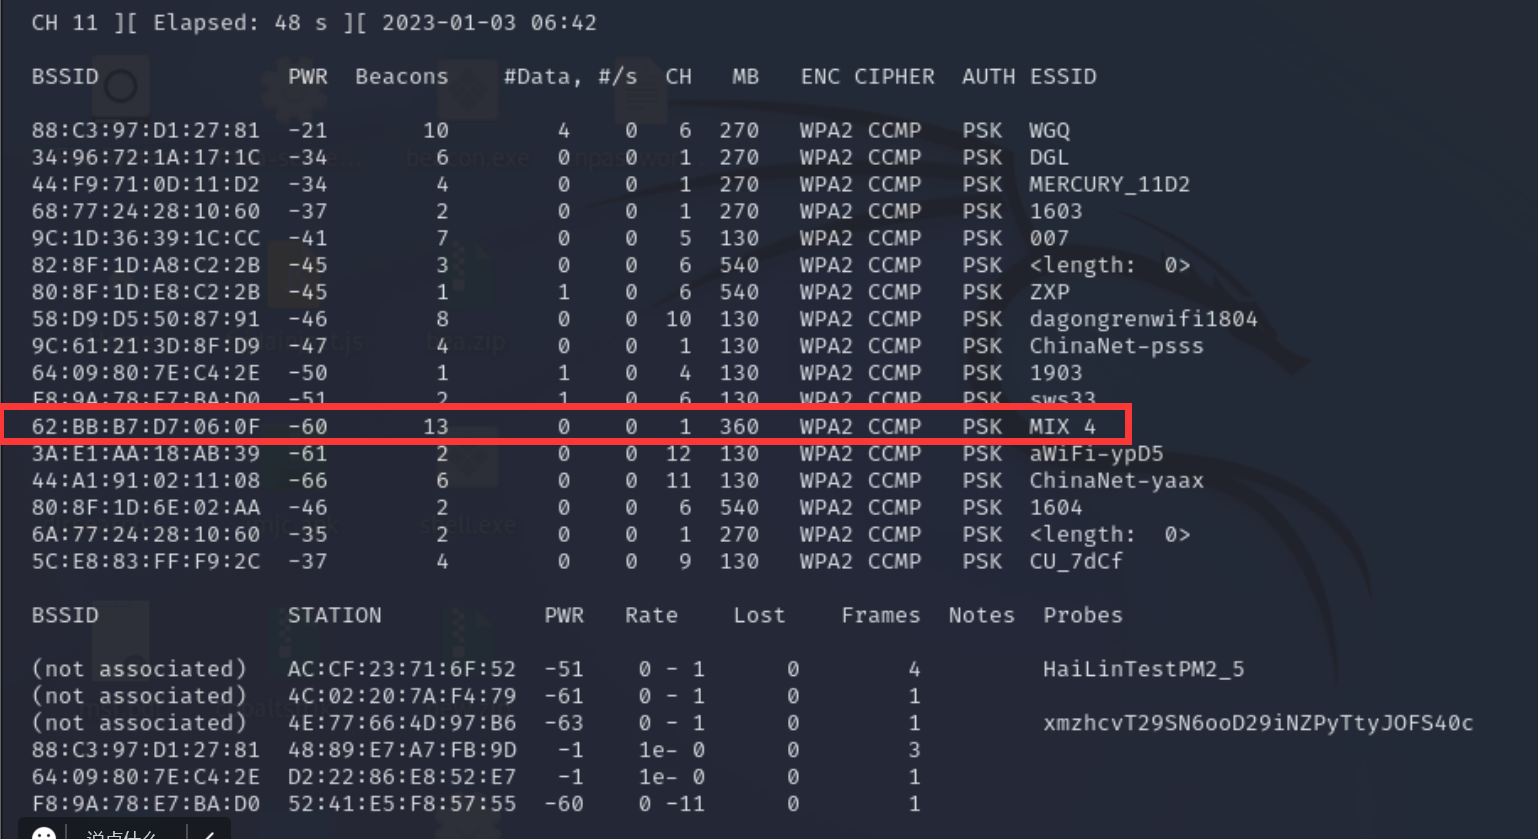 CH 11 ][ Elapsed: 48 s ][ 2023-01-03 06:42
BSSID PWR Beacons #Data, #/s CH MB ENC CIPHER AUTH ESSID
88:C3:97:D1:27:81 -21 10 4 0 6 270 WPA2 CCMP PSK WGQ
34:96:72:1A:17:1C -34 6 0 0 1 270 WPA2 CCMP PSK DGL
44:F9:71:0D:11:D2 -34 4 0 0 1 270 WPA2 CCMP PSK MERCURY_11D2
68:77:24:28:10:60 -37 2 0 0 1 270 WPA2 CCMP PSK 1603
9C:1D:36:39:1C:CC -41 7 0 0 5 130 WPA2 CCMP PSK 007
82:8F:1D:A8:C2:2B -45 3 0 0 6 540 WPA2 CCMP PSK <length: 0>
80:8F:1D:E8:C2:2B -45 1 1 0 6 540 WPA2 CCMP PSK ZXP
58:D9:D5:50:87:91 -46 8 0 0 10 130 WPA2 CCMP PSK dagongrenwifi1804
9C:61:21:3D:8F:D9 -47 4 0 0 1 130 WPA2 CCMP PSK ChinaNet-psss
64:09:80:7E:C4:2E -50 1 1 0 4 130 WPA2 CCMP PSK 1903
F8:9A:78:E7:BA:D0 -51 2 1 0 6 130 WPA2 CCMP PSK sws33
62:BB:B7:D7:06:0F -60 13 0 0 1 360 WPA2 CCMP PSK MIX 4
3A:E1:AA:18:AB:39 -61 2 0 0 12 130 WPA2 CCMP PSK aWiFi-ypD5
44:A1:91:02:11:08 -66 6 0 0 11 130 WPA2 CCMP PSK ChinaNet-yaax
80:8F:1D:6E:02:AA -46 2 0 0 6 540 WPA2 CCMP PSK 1604
6A:77:24:28:10:60 -35 2 0 0 1 270 WPA2 CCMP PSK <length: 0>
5C:E8:83:FF:F9:2C -37 4 0 0 9 130 WPA2 CCMP PSK CU_7dCf
BSSID STATION PWR Rate Lost Frames Notes Probes
(not associated) AC:CF:23:71:6F:52 -51 0 - 1 0 4 HaiLinTestPM2_5
(not associated) 4C:02:20:7A:F4:79 -61 0 - 1 0 1
(not associated) 4E:77:66:4D:97:B6 -63 0 - 1 0 1 xmzhcvT29SN6ooD29iNZPyTtyJOFS40c
88:C3:97:D1:27:81 48:89:E7:A7:FB:9D -1 1e- 0 0 3
64:09:80:7E:C4:2E D2:22:86:E8:52:E7 -1 1e- 0 0 1
F8:9A:78:E7:BA:D0 52:41:E5:F8:57:55 -60 0 -11 0 1
说点什么